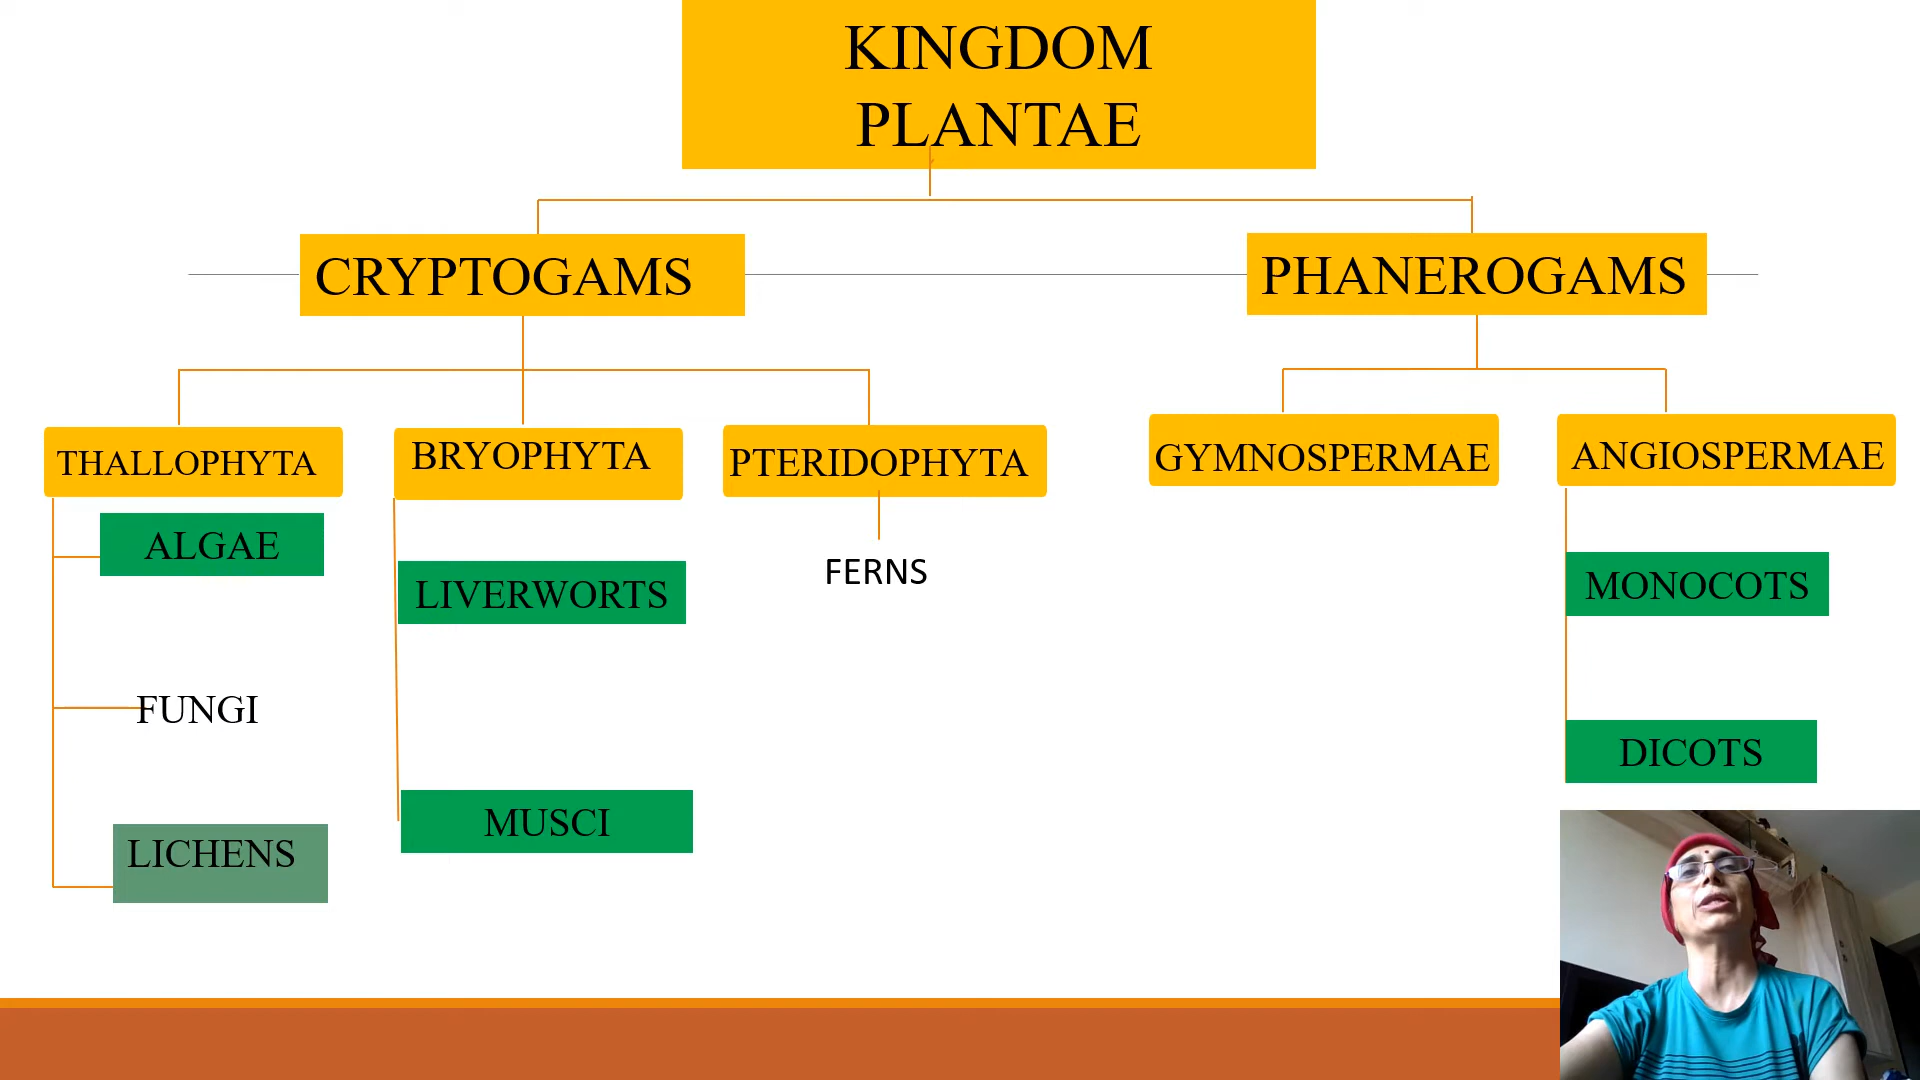 KINGDOM
PLANTAE
CRYPTOGAMS
PHANEROGAMS
THALLOPHYTA
BRYOPHYTA
PTERIDOPHYTA
GYMNOSPERMAE
ANGIOSPERMAE
ALGAE
LIVERWORTS
FERNS
MONOCOTS
FUNGI
DICOTS
LICHENS
MUSCI